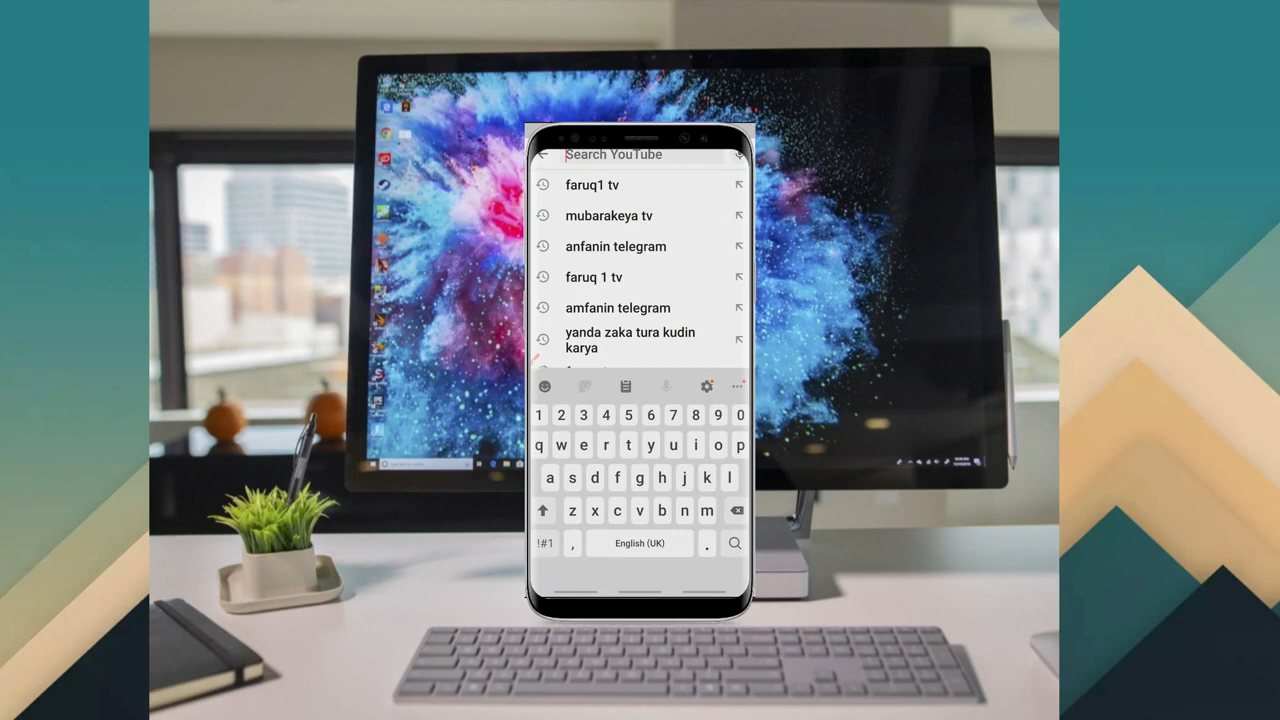 Search YouTube
faruq1 tv
mubarakeya tv
anfanin telegram
faruq 1 tv
amfanin telegram
yanda zaka tura kudin
karya
1 2 3 4 5 6 7 8 9 0
q w e r t y u i o p
a s d f g h j k l
z x c v b n m
!#1 , English (UK) .